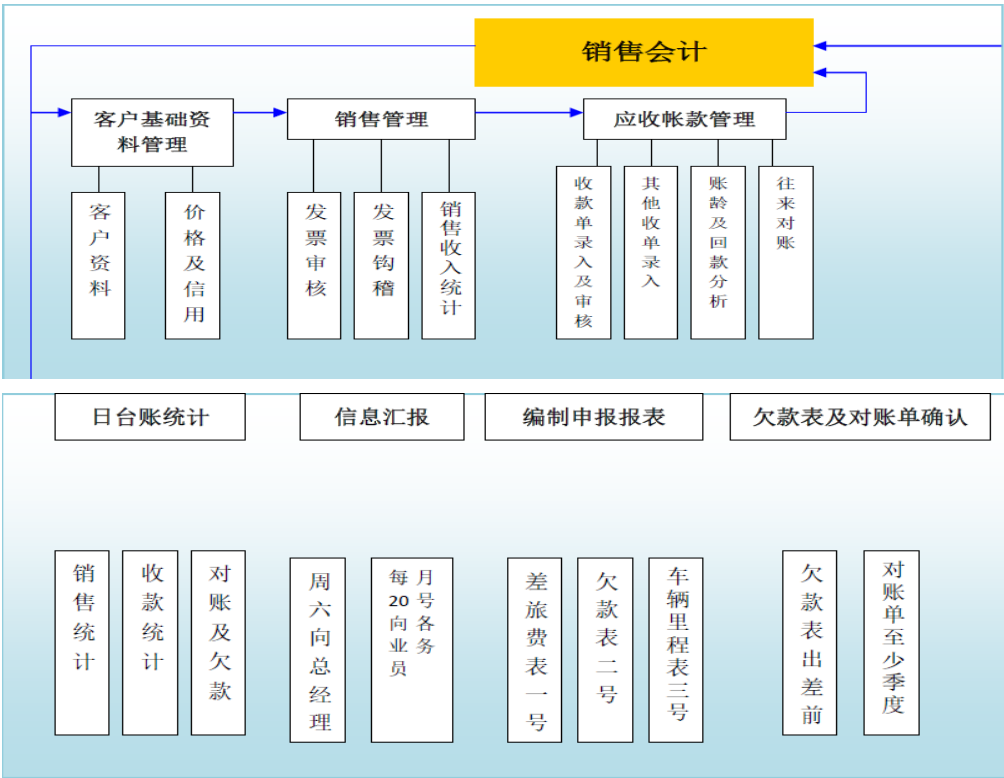 销售会计
客户基础资
料管理
销售管理
应收帐款管理
客户资料
价格及信用
发票审核
发票钩稽
销售收入统计
收款单录入及审核
其他收单录入
账龄及回款分析
往来对账
日台账统计
信息汇报
编制申报报表
欠款表及对账单确认
销售统计
收款统计
对账及欠款
周六向总经理
每月20号向各业务员
差旅费表一号
欠款表二号
车辆里程表三号
欠款表出差前
对账单至少季度